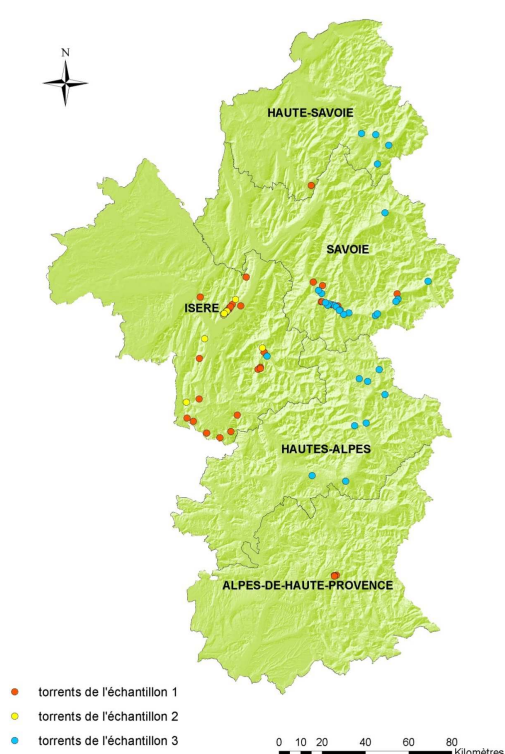 N
HAUTE-SAVOIE
SAVOIE
ISERE
HAUTES-ALPES
ALPES-DE-HAUTE-PROVENCE
torrents de l'échantillon 1
torrents de l'échantillon 2
torrents de l'échantillon 3
0 10 20 40 60 80
Kilomètres